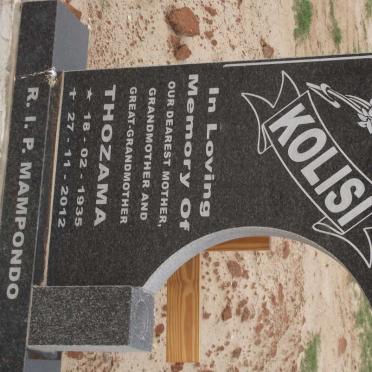 KOLISI
In Loving
Memory Of
OUR DEAREST MOTHER,
GRANDMOTHER AND
GREAT-GRANDMOTHER
THOZAMA
★ 18 - 02 - 1935
✝ 27 - 11 - 2012
R. I. P. MAMPONDO